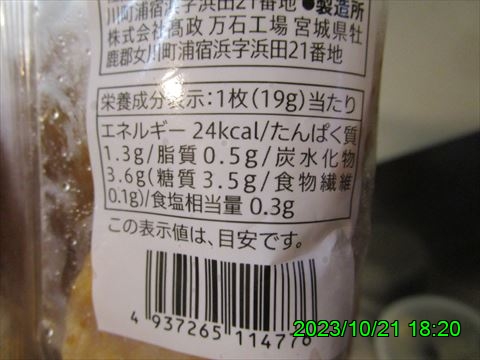 川町浦宿浜字浜田21番地 ●製造所
株式会社髙政 万石工場 宮城県牡
鹿郡女川町浦宿浜字浜田21番地
栄養成分表示:1枚(19g)当たり
エネルギー 24kcal/たんぱく質
1.3g/脂質 0.5g/炭水化物
3.6g(糖質 3.5g/食物繊維
0.1g)/食塩相当量 0.3g
この表示値は、目安です。
4 937265 114776
2023/10/21 18:20